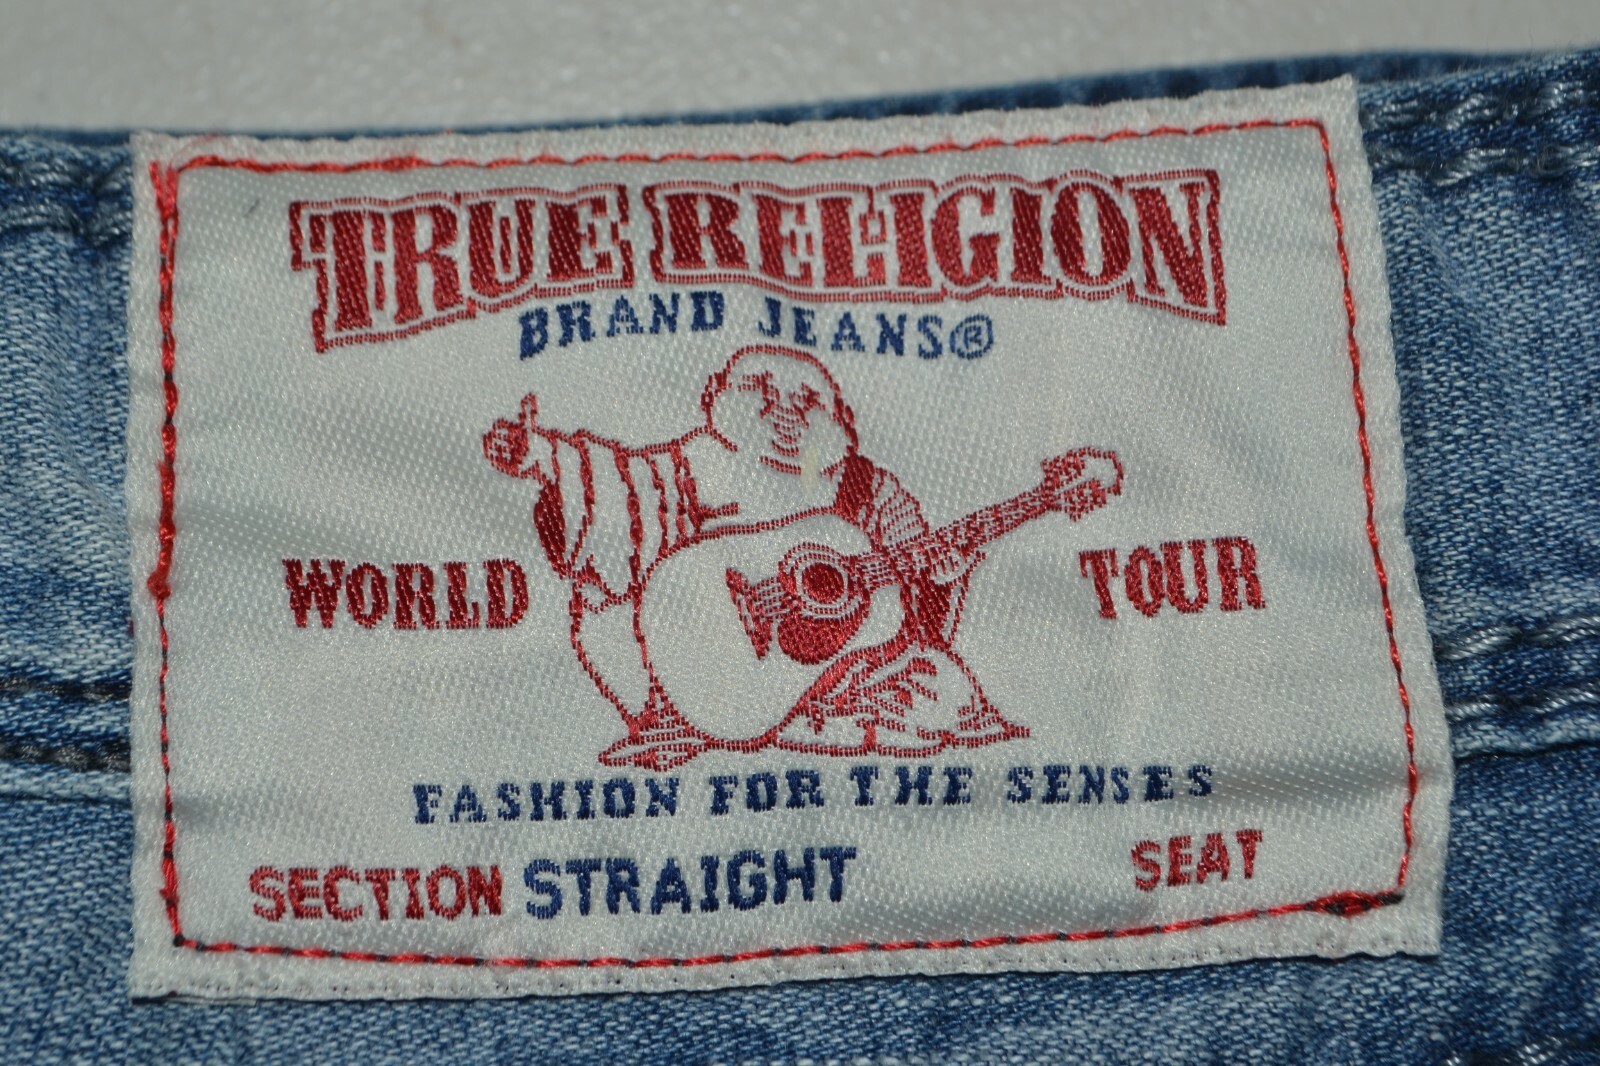 TRUE RELIGION
BRAND JEANS®
WORLD TOUR
FASHION FOR THE SENSES
SECTION STRAIGHT SEAT